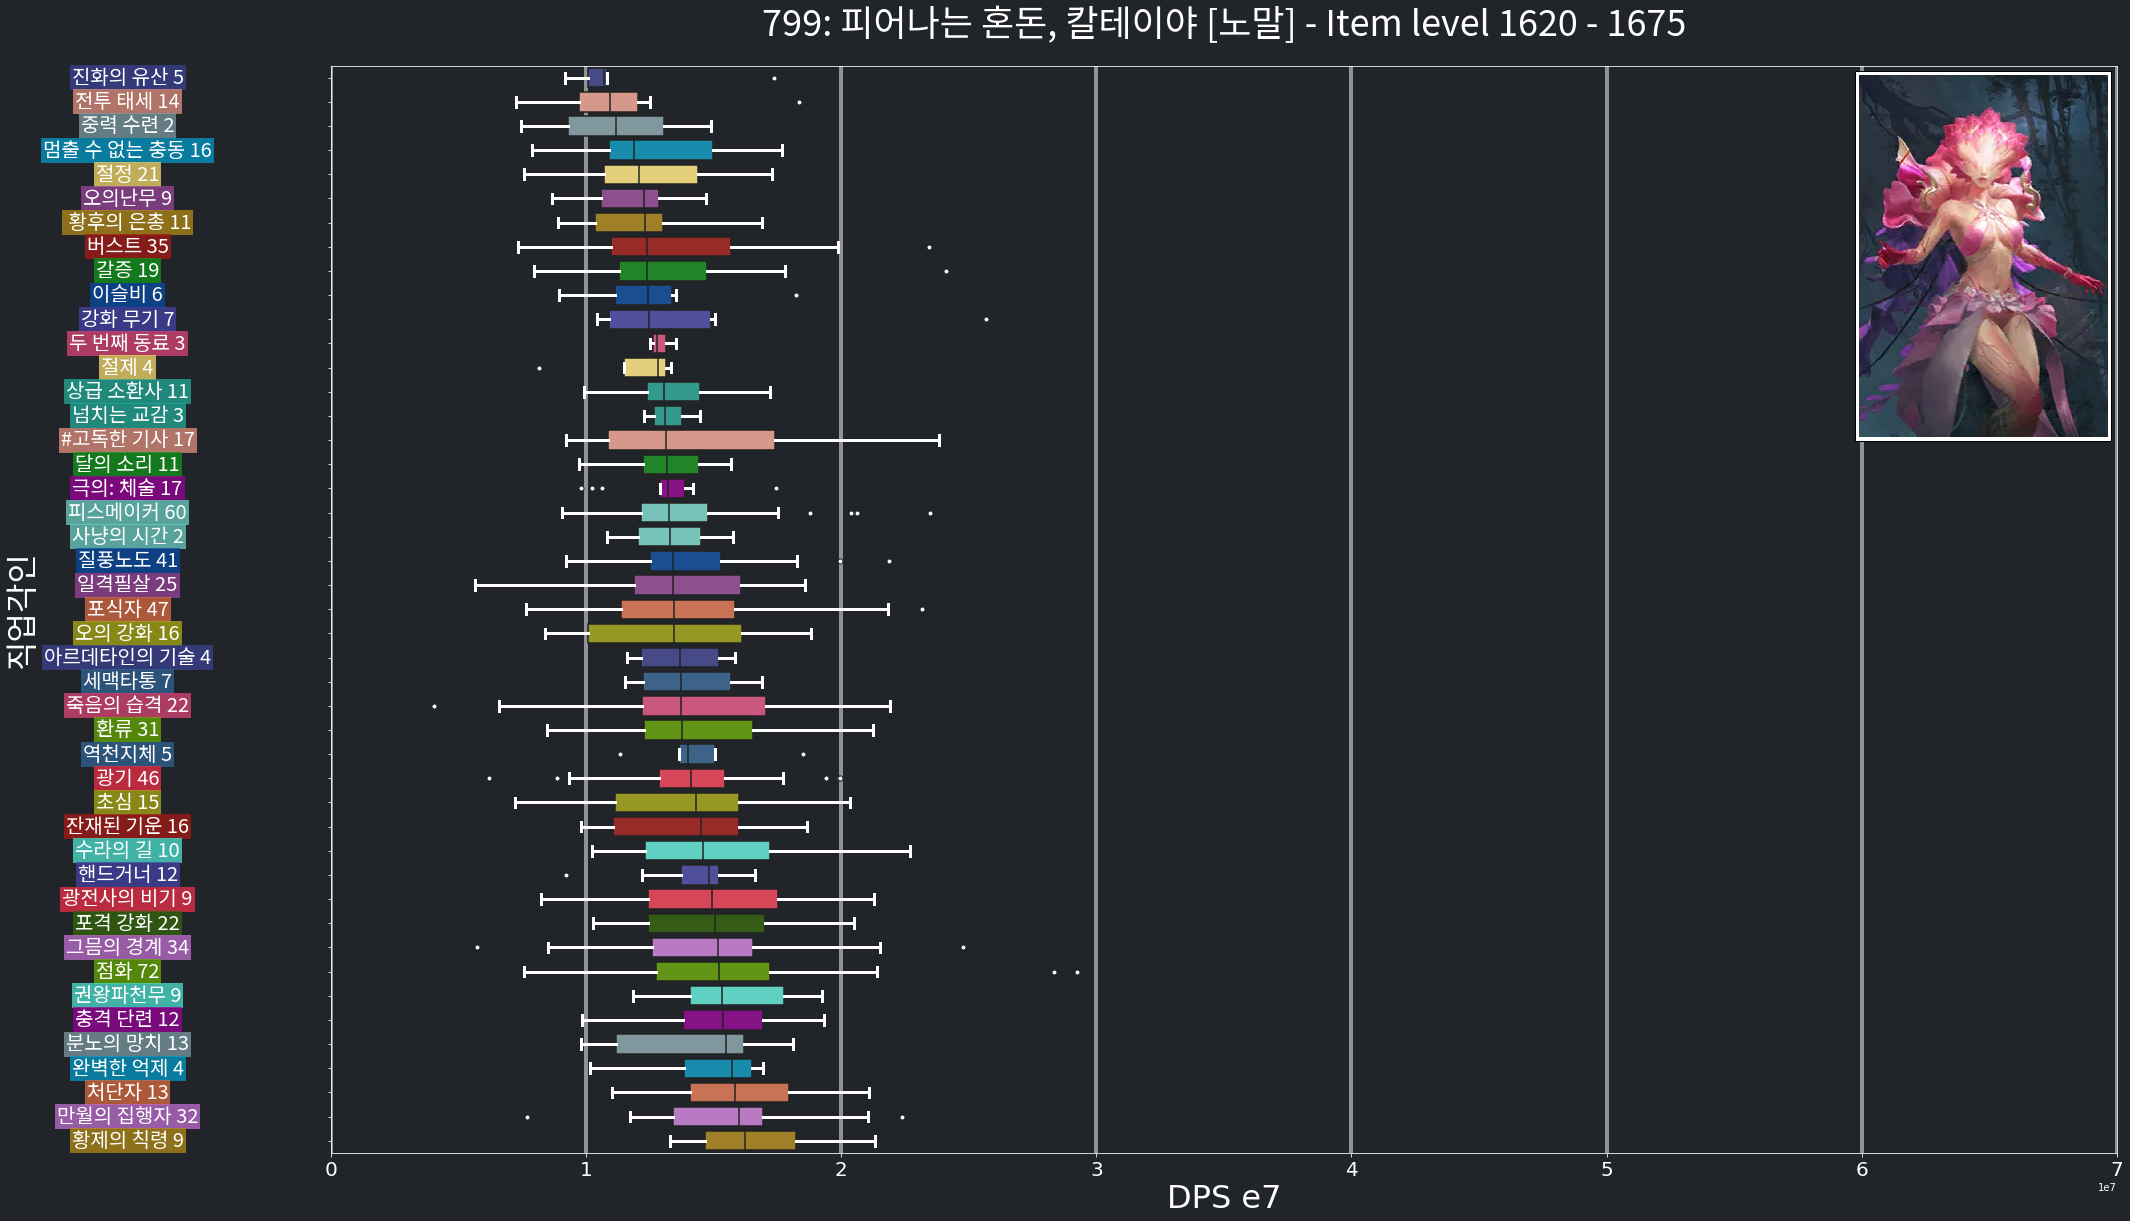 799: 피어나는 혼돈, 칼테이야 [노말] - Item level 1620 - 1675
직업각인
진화의 유산 5
전투 태세 14
중력 수련 2
멈출 수 없는 충동 16
절정 21
오의난무 9
황후의 은총 11
버스트 35
갈증 19
이슬비 6
강화 무기 7
두 번째 동료 3
절제 4
상급 소환사 11
넘치는 교감 3
#고독한 기사 17
달의 소리 11
극의: 체술 17
피스메이커 60
사냥의 시간 2
질풍노도 41
일격필살 25
포식자 47
오의 강화 16
아르데타인의 기술 4
세맥타통 7
죽음의 습격 22
환류 31
역천지체 5
광기 46
초심 15
잔재된 기운 16
수라의 길 10
핸드거너 12
광전사의 비기 9
포격 강화 22
그믐의 경계 34
점화 72
권왕파천무 9
충격 단련 12
분노의 망치 13
완벽한 억제 4
처단자 13
만월의 집행자 32
황제의 칙령 9
0 1 2 3 4 5 6 7
1e7
DPS e7